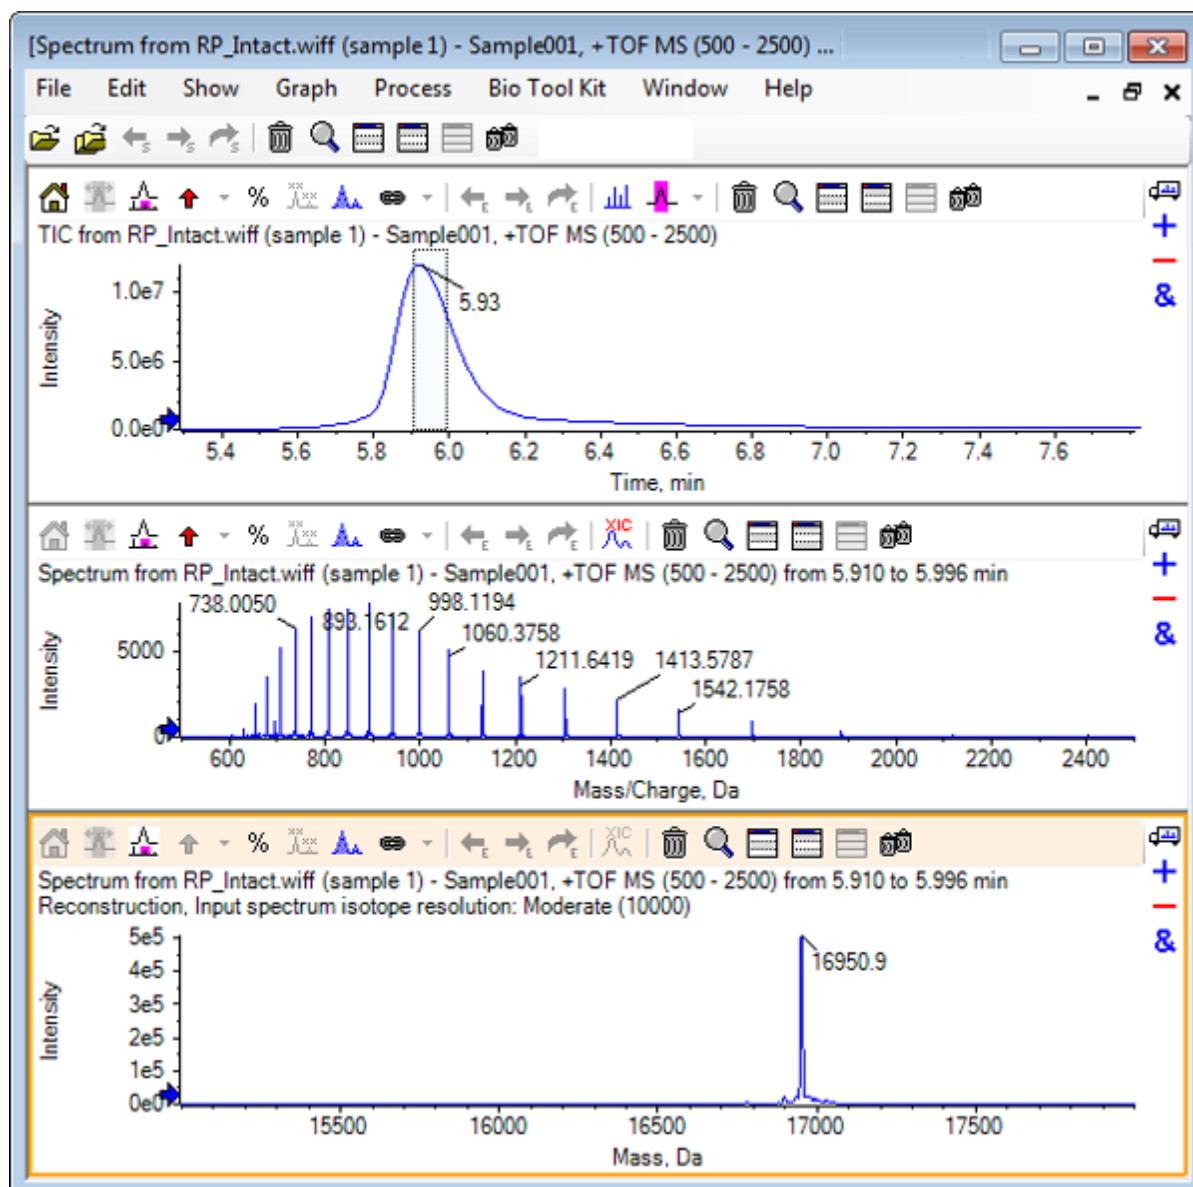 [Spectrum from RP_Intact.wiff (sample 1) - Sample001, +TOF MS (500 - 2500) ...
File Edit Show Graph Process Bio Tool Kit Window Help
TIC from RP_Intact.wiff (sample 1) - Sample001, +TOF MS (500 - 2500)
Intensity
1.0e7
5.0e6
0.0e0
5.93
5.4 5.6 5.8 6.0 6.2 6.4 6.6 6.8 7.0 7.2 7.4 7.6
Time, min
XIC
Spectrum from RP_Intact.wiff (sample 1) - Sample001, +TOF MS (500 - 2500) from 5.910 to 5.996 min
Intensity
5000
0
738.0050
893.1612
998.1194
1060.3758
1211.6419
1413.5787
1542.1758
600 800 1000 1200 1400 1600 1800 2000 2200 2400
Mass/Charge, Da
XIC
Spectrum from RP_Intact.wiff (sample 1) - Sample001, +TOF MS (500 - 2500) from 5.910 to 5.996 min
Reconstruction, Input spectrum isotope resolution: Moderate (10000)
Intensity
5e5
4e5
3e5
2e5
1e5
0e0
16950.9
15500 16000 16500 17000 17500
Mass, Da